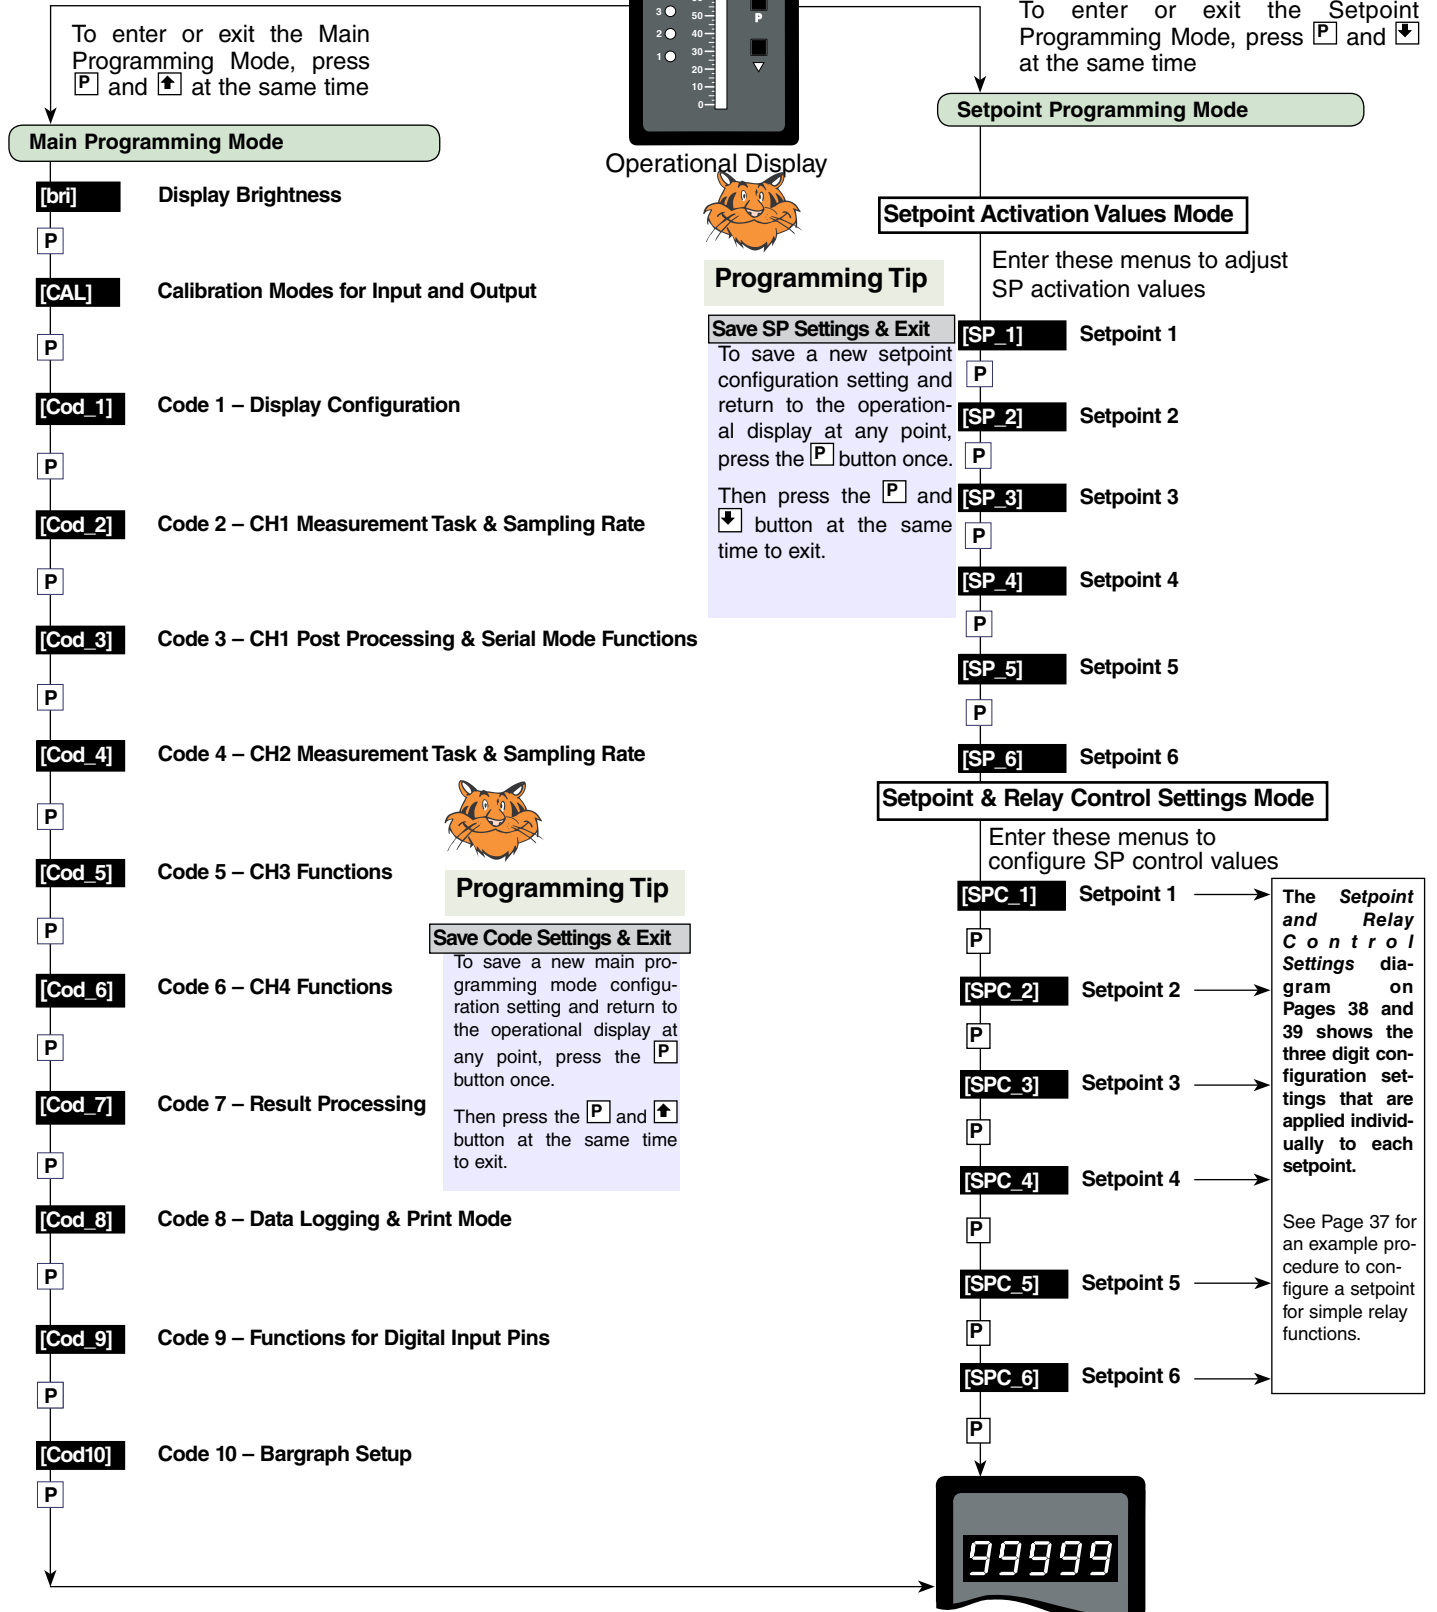 To enter or exit the Main
Programming Mode, press
P and 🠅 at the same time
Main Programming Mode
[bri] Display Brightness
P
[CAL] Calibration Modes for Input and Output
P
[Cod_1] Code 1 – Display Configuration
P
[Cod_2] Code 2 – CH1 Measurement Task & Sampling Rate
P
[Cod_3] Code 3 – CH1 Post Processing & Serial Mode Functions
P
[Cod_4] Code 4 – CH2 Measurement Task & Sampling Rate
P
[Cod_5] Code 5 – CH3 Functions
P
[Cod_6] Code 6 – CH4 Functions
P
[Cod_7] Code 7 – Result Processing
P
[Cod_8] Code 8 – Data Logging & Print Mode
P
[Cod_9] Code 9 – Functions for Digital Input Pins
P
[Cod10] Code 10 – Bargraph Setup
P
Programming Tip
Save Code Settings & Exit
To save a new main pro-
gramming mode configu-
ration setting and return to
the operational display at
any point, press the P
button once.
Then press the P and 🠅
button at the same time
to exit.
3
2
1
50
40
30
20
10
0
P
Operational Display
Programming Tip
Save SP Settings & Exit
To save a new setpoint
configuration setting and
return to the operation-
al display at any point,
press the P button once.
Then press the P and
🠇 button at the same
time to exit.
To enter or exit the Setpoint
Programming Mode, press P and 🠇
at the same time
Setpoint Programming Mode
Setpoint Activation Values Mode
Enter these menus to adjust
SP activation values
[SP_1] Setpoint 1
P
[SP_2] Setpoint 2
P
[SP_3] Setpoint 3
P
[SP_4] Setpoint 4
P
[SP_5] Setpoint 5
P
[SP_6] Setpoint 6
Setpoint & Relay Control Settings Mode
Enter these menus to
configure SP control values
[SPC_1] Setpoint 1
P
[SPC_2] Setpoint 2
P
[SPC_3] Setpoint 3
P
[SPC_4] Setpoint 4
P
[SPC_5] Setpoint 5
P
[SPC_6] Setpoint 6
P
The Setpoint
and Relay
Control
Settings dia-
gram on
Pages 38 and
39 shows the
three digit con-
figuration set-
tings that are
applied individ-
ually to each
setpoint.
See Page 37 for
an example pro-
cedure to con-
figure a setpoint
for simple relay
functions.
99999